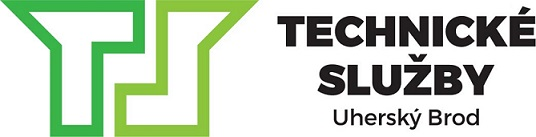 TECHNICKÉ
SLUŽBY
Uherský Brod